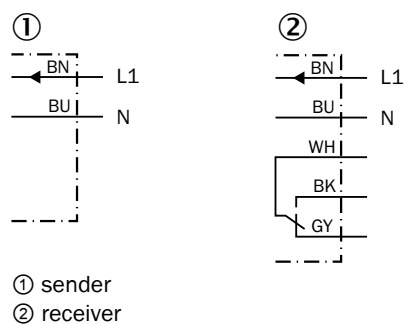 ① ②
BN L1 BN L1
BU N BU N
WH
BK
GY
① sender
② receiver